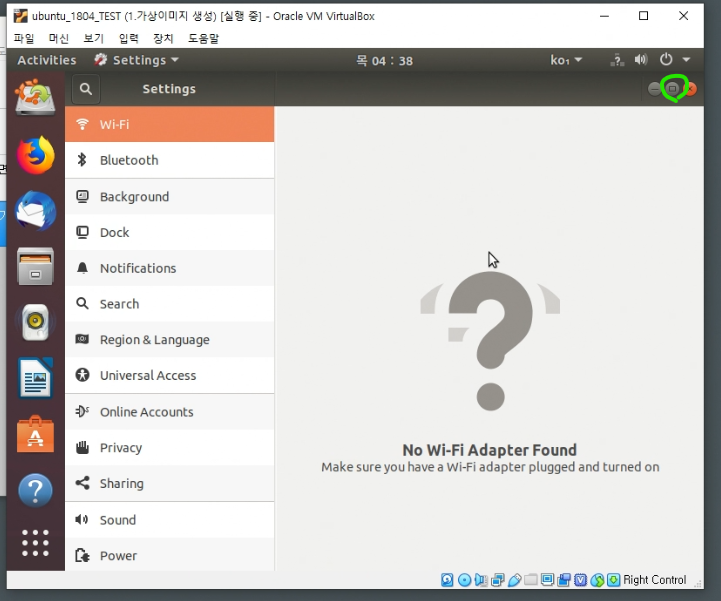 ubuntu_1804_TEST (1.가상이미지 생성) [실행 중] - Oracle VM VirtualBox
파일 머신 보기 입력 장치 도움말
Activities Settings 목 04 : 38 ko₁
Settings
Wi-Fi
Bluetooth
Background
Dock
Notifications
Search
Region & Language
Universal Access
Online Accounts
Privacy
Sharing
Sound
Power
No Wi-Fi Adapter Found
Make sure you have a Wi-Fi adapter plugged and turned on
Right Control